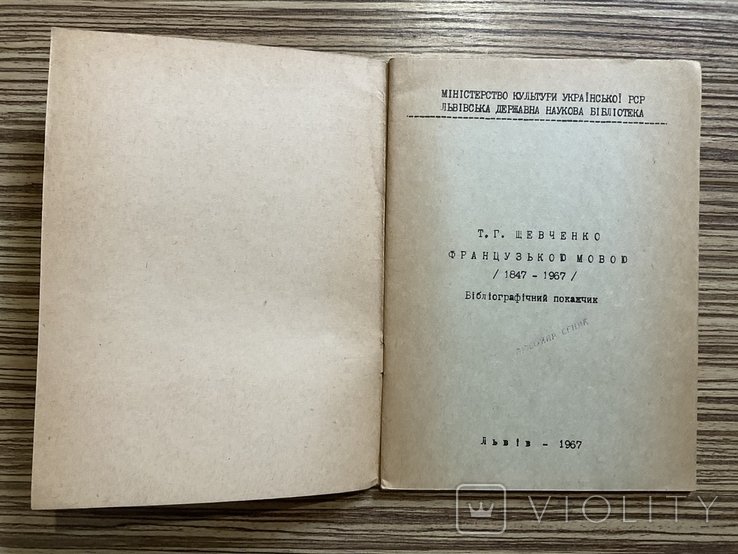 МІНІСТЕРСТВО КУЛЬТУРИ УКРАЇНСЬКОЇ РСР
ЛЬВІВСЬКА ДЕРЖАВНА НАУКОВА БІБЛІОТЕКА
Т.Г. ШЕВЧЕНКО
ФРАНЦУЗЬКОЮ МОВОЮ
/ 1847 - 1967 /
Бібліографічний покажчик
Львів - 1967
VIOLITY